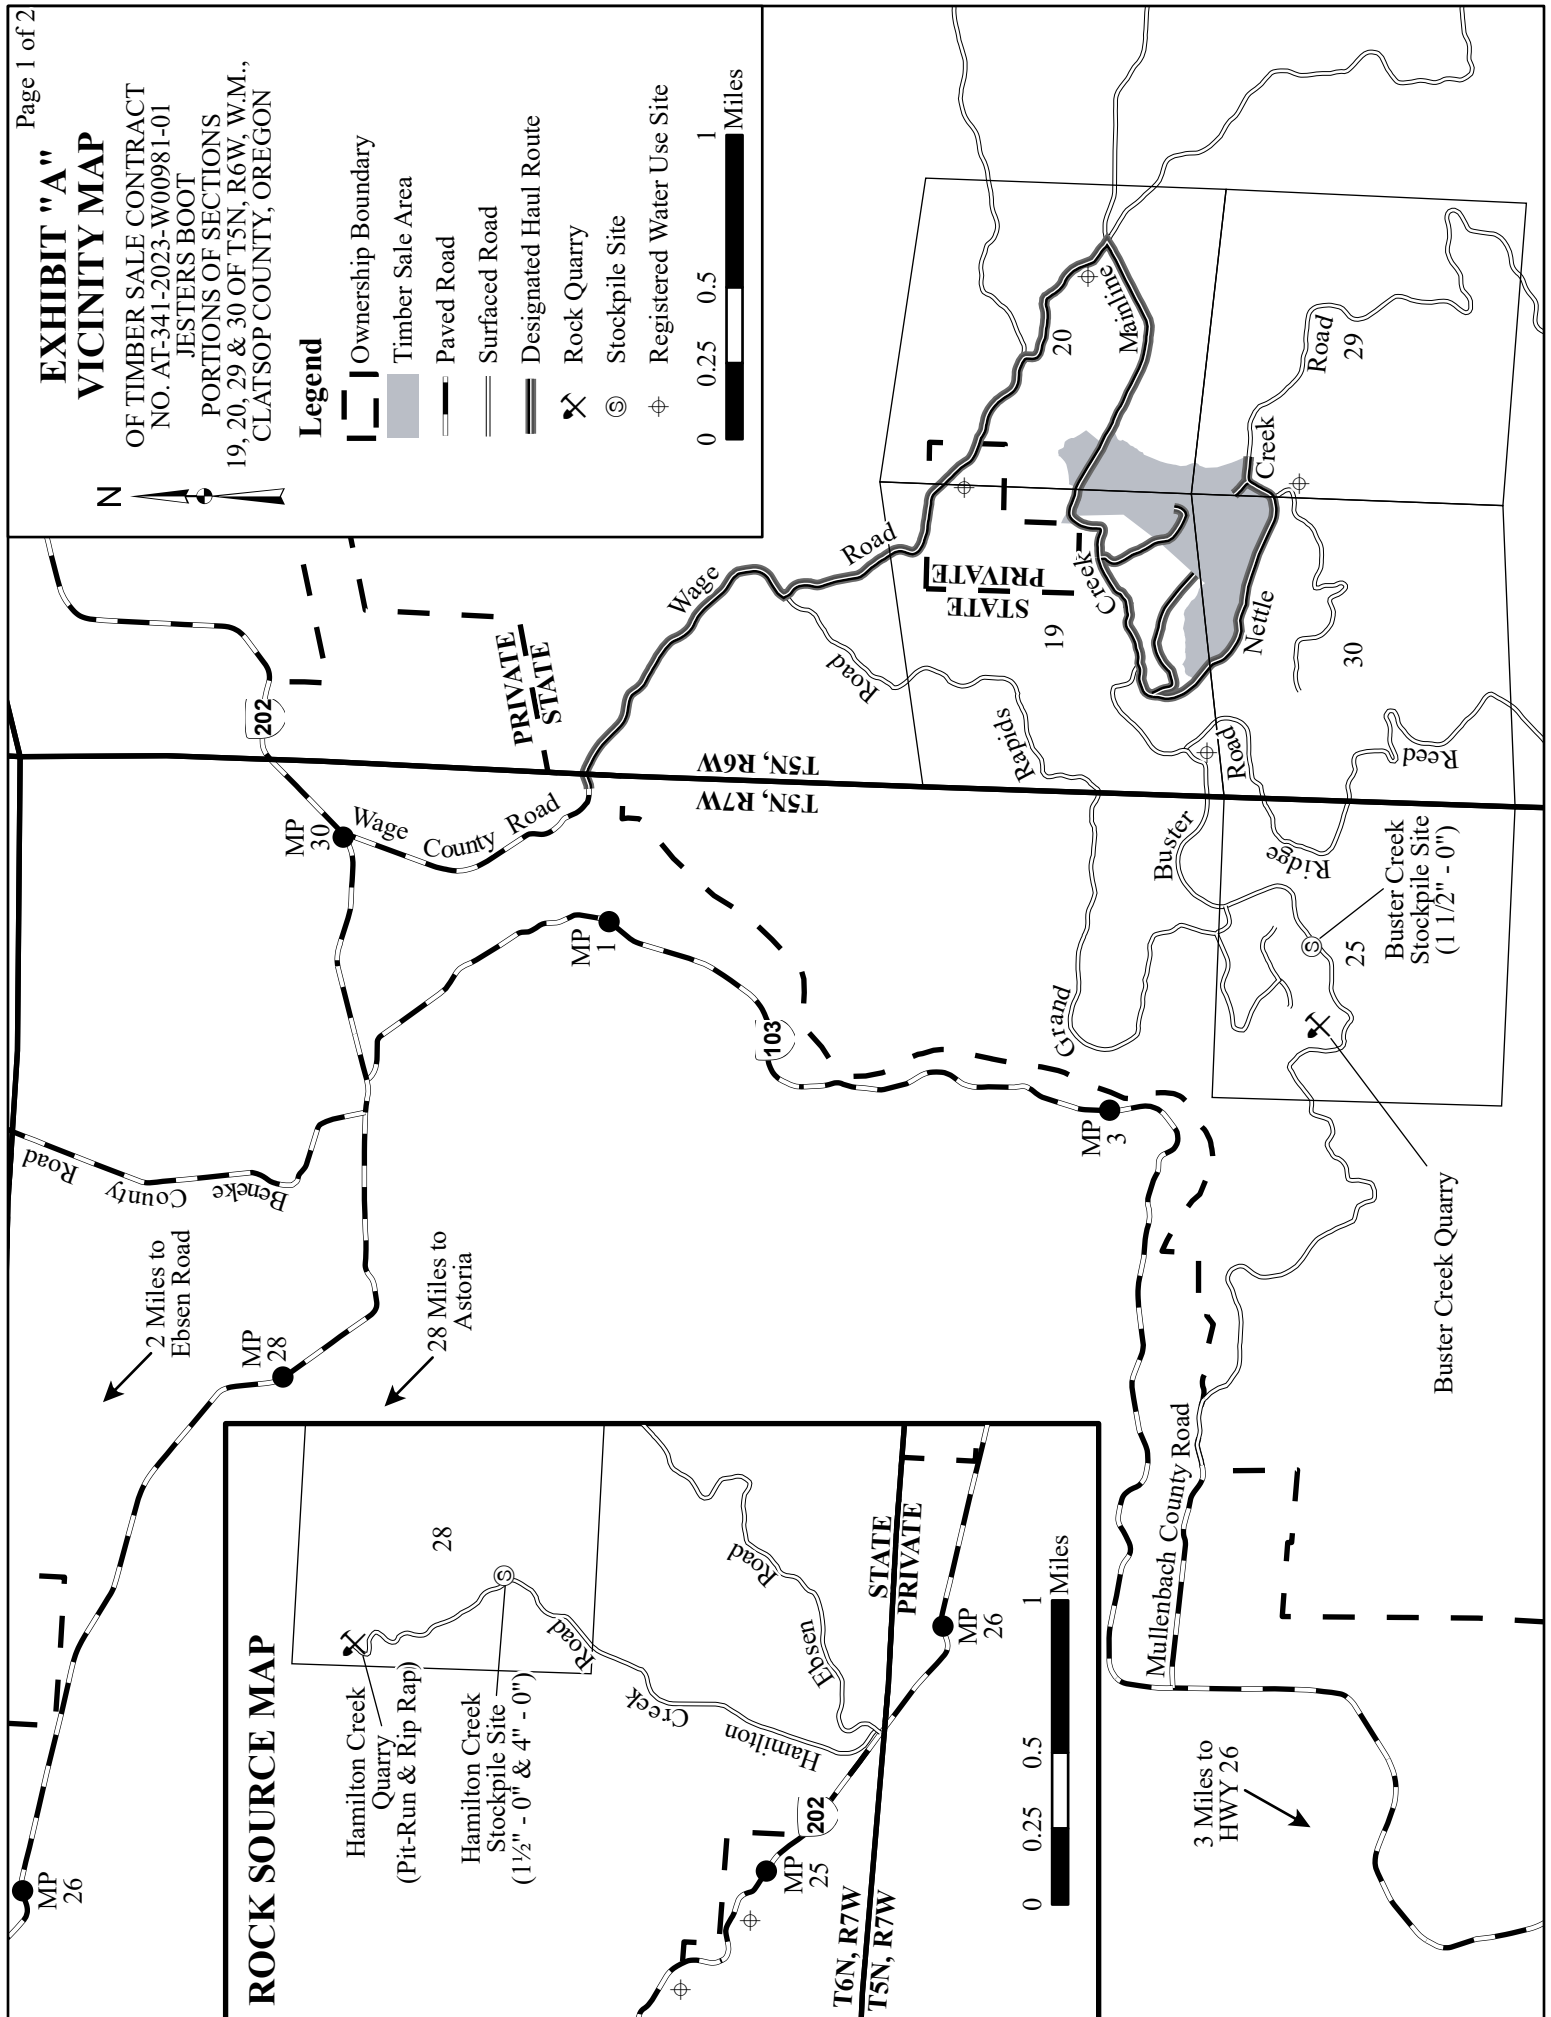 Page 1 of 2
EXHIBIT "A"
VICINITY MAP
OF TIMBER SALE CONTRACT
NO. AT-341-2023-W00981-01
JESTERS BOOT
PORTIONS OF SECTIONS
19, 20, 29 & 30 OF T5N, R6W, W.M.,
CLATSOP COUNTY, OREGON
N
Legend
Ownership Boundary
Timber Sale Area
Paved Road
Surfaced Road
Designated Haul Route
Rock Quarry
S Stockpile Site
Registered Water Use Site
0 0.25 0.5 1
Miles
MP
26
2 Miles to
Ebsen Road
MP
28
28 Miles to
Astoria
Beneke County Road
MP
30
202
Wage County Road
PRIVATE
STATE
MP
1
103
MP
3
T5N, R7W
T5N, R6W
Wage Road
Grand Rapids Road
STATE
PRIVATE
19
20
Creek Mainline
Nettle Creek Road
29
30
Buster Road
Reed Ridge
S
25
Buster Creek
Stockpile Site
(1 1/2" - 0")
Buster Creek Quarry
Mullenbach County Road
3 Miles to
HWY 26
ROCK SOURCE MAP
Hamilton Creek
Quarry
(Pit-Run & Rip Rap)
28
Hamilton Creek
Stockpile Site
(1½" - 0" & 4" - 0")
S
Hamilton Creek Road
Ebsen Road
STATE
PRIVATE
202
MP
25
MP
26
T6N, R7W
T5N, R7W
0 0.25 0.5 1
Miles